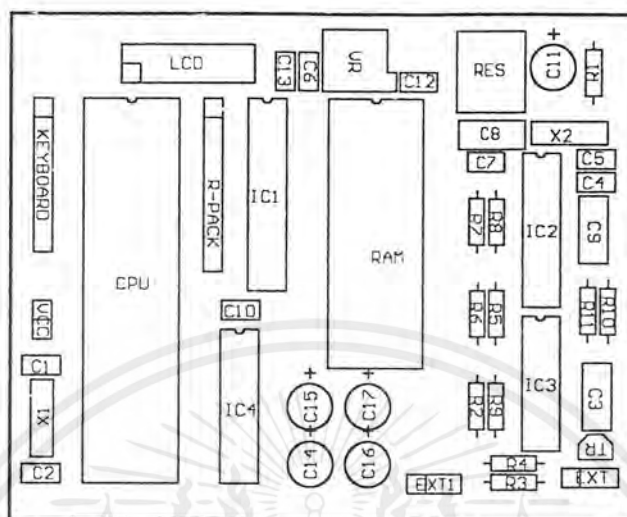 LCD
C13
C6
VR
C12
RES
C11
R1
C8
X2
C7
C5
C4
KEYBOARD
R-PACK
IC1
CPU
RAM
R7
R8
IC2
C9
VCC
C10
R6
R5
R11
R10
C1
X1
C2
IC4
C15
C17
C14
C16
R2
R9
IC3
C3
TR
R4
R3
EXT1
EXT